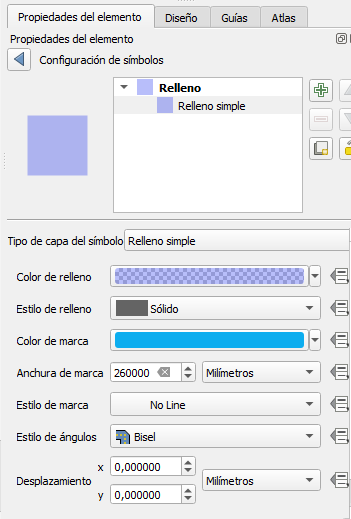 Propiedades del elemento Diseño Guías Atlas
Propiedades del elemento
Configuración de símbolos
Relleno
Relleno simple
Tipo de capa del símbolo Relleno simple
Color de relleno
Estilo de relleno Sólido
Color de marca
Anchura de marca 260000 Milímetros
Estilo de marca No Line
Estilo de ángulos Bisel
x 0,000000
Desplazamiento Milímetros
y 0,000000